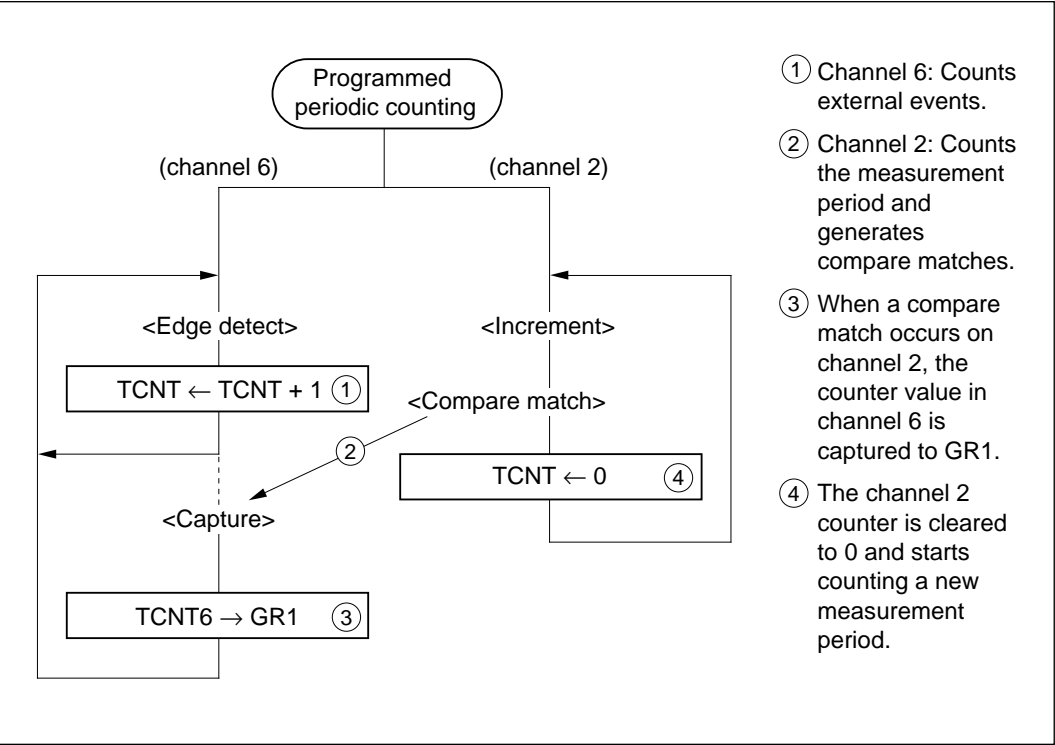 Programmed
periodic counting
(channel 6)
(channel 2)
<Edge detect>
<Increment>
TCNT ← TCNT + 1 ①
<Compare match>
②
TCNT ← 0 ④
<Capture>
TCNT6 → GR1 ③
① Channel 6: Counts
external events.
② Channel 2: Counts
the measurement
period and
generates
compare matches.
③ When a compare
match occurs on
channel 2, the
counter value in
channel 6 is
captured to GR1.
④ The channel 2
counter is cleared
to 0 and starts
counting a new
measurement
period.